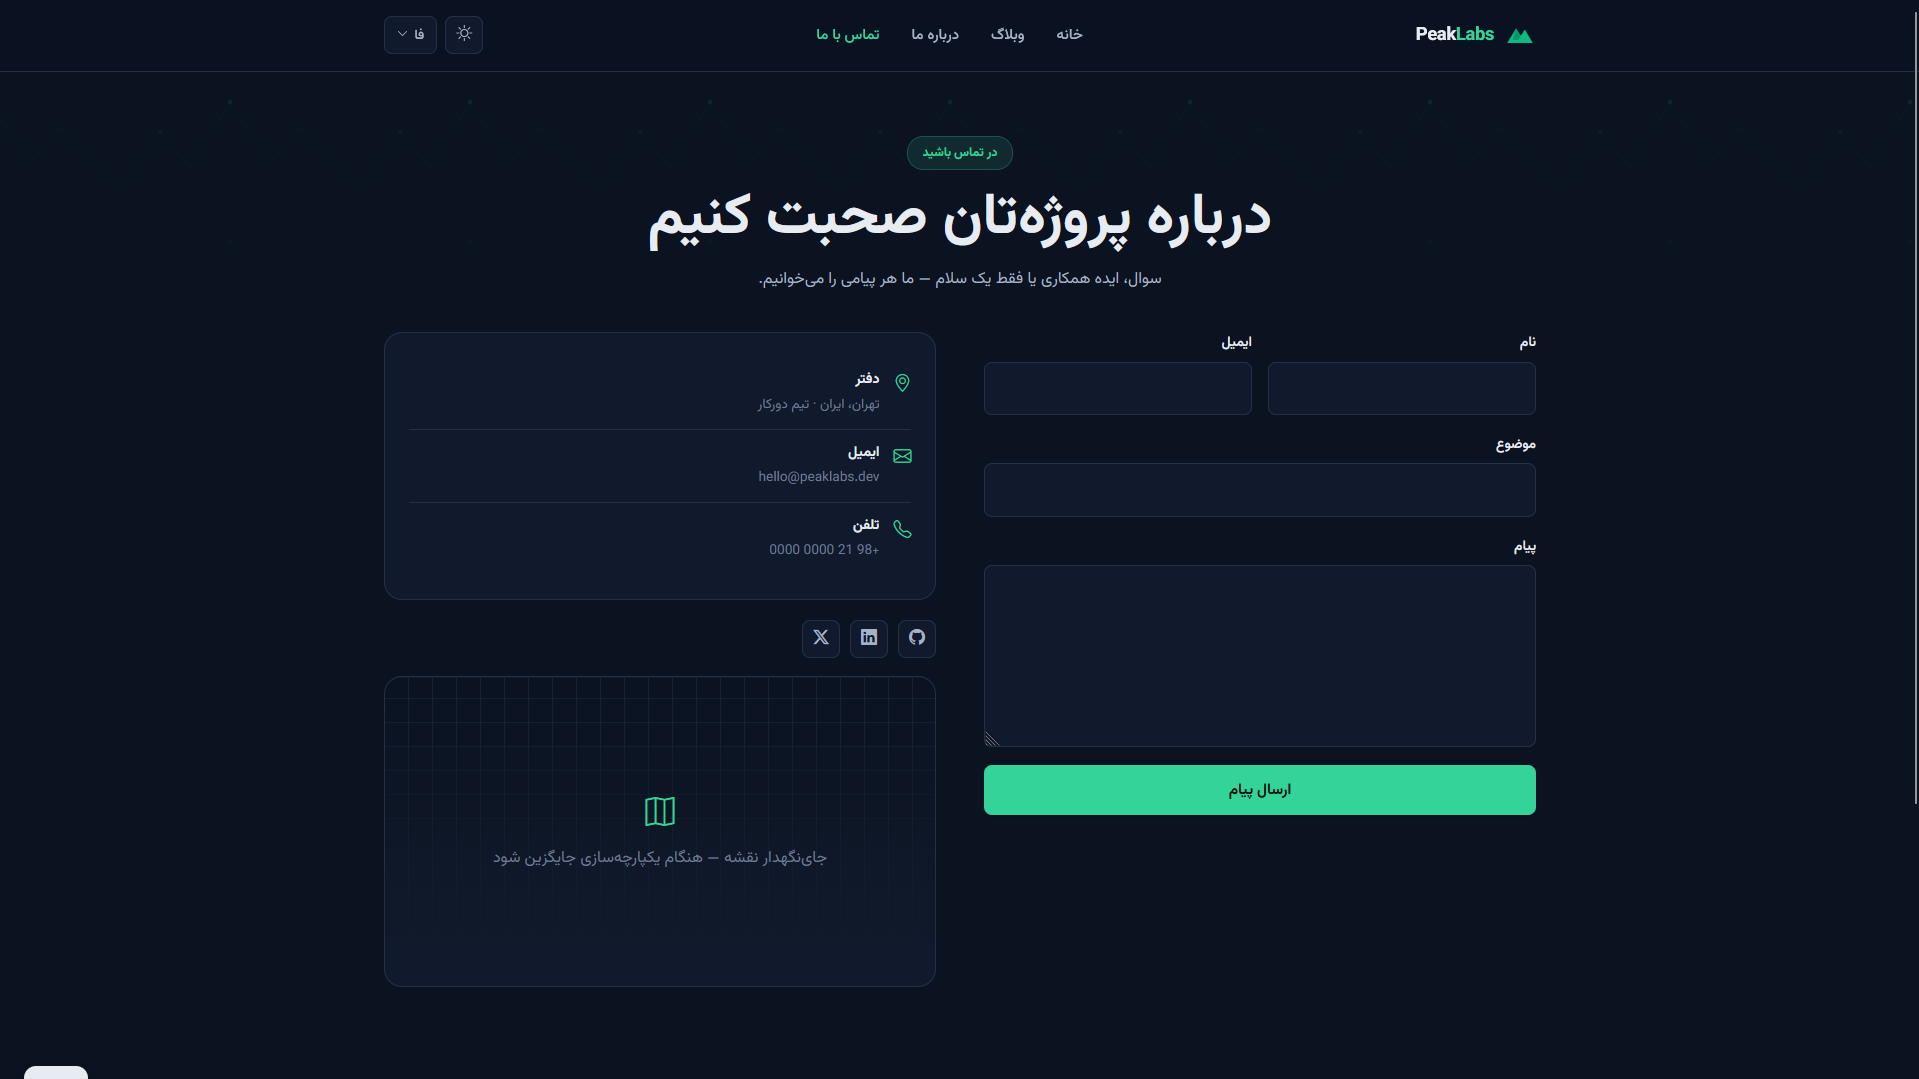 PeakLabs
خانه
وبلاگ
درباره ما
تماس با ما
فا
در تماس باشید
درباره پروژه‌تان صحبت کنیم
سوال، ایده همکاری یا فقط یک سلام — ما هر پیامی را می‌خوانیم.
نام
ایمیل
موضوع
پیام
ارسال پیام
دفتر
تهران، ایران · تیم دورکار
ایمیل
hello@peaklabs.dev
تلفن
+98 21 0000 0000
جای‌نگهدار نقشه — هنگام یکپارچه‌سازی جایگزین شود